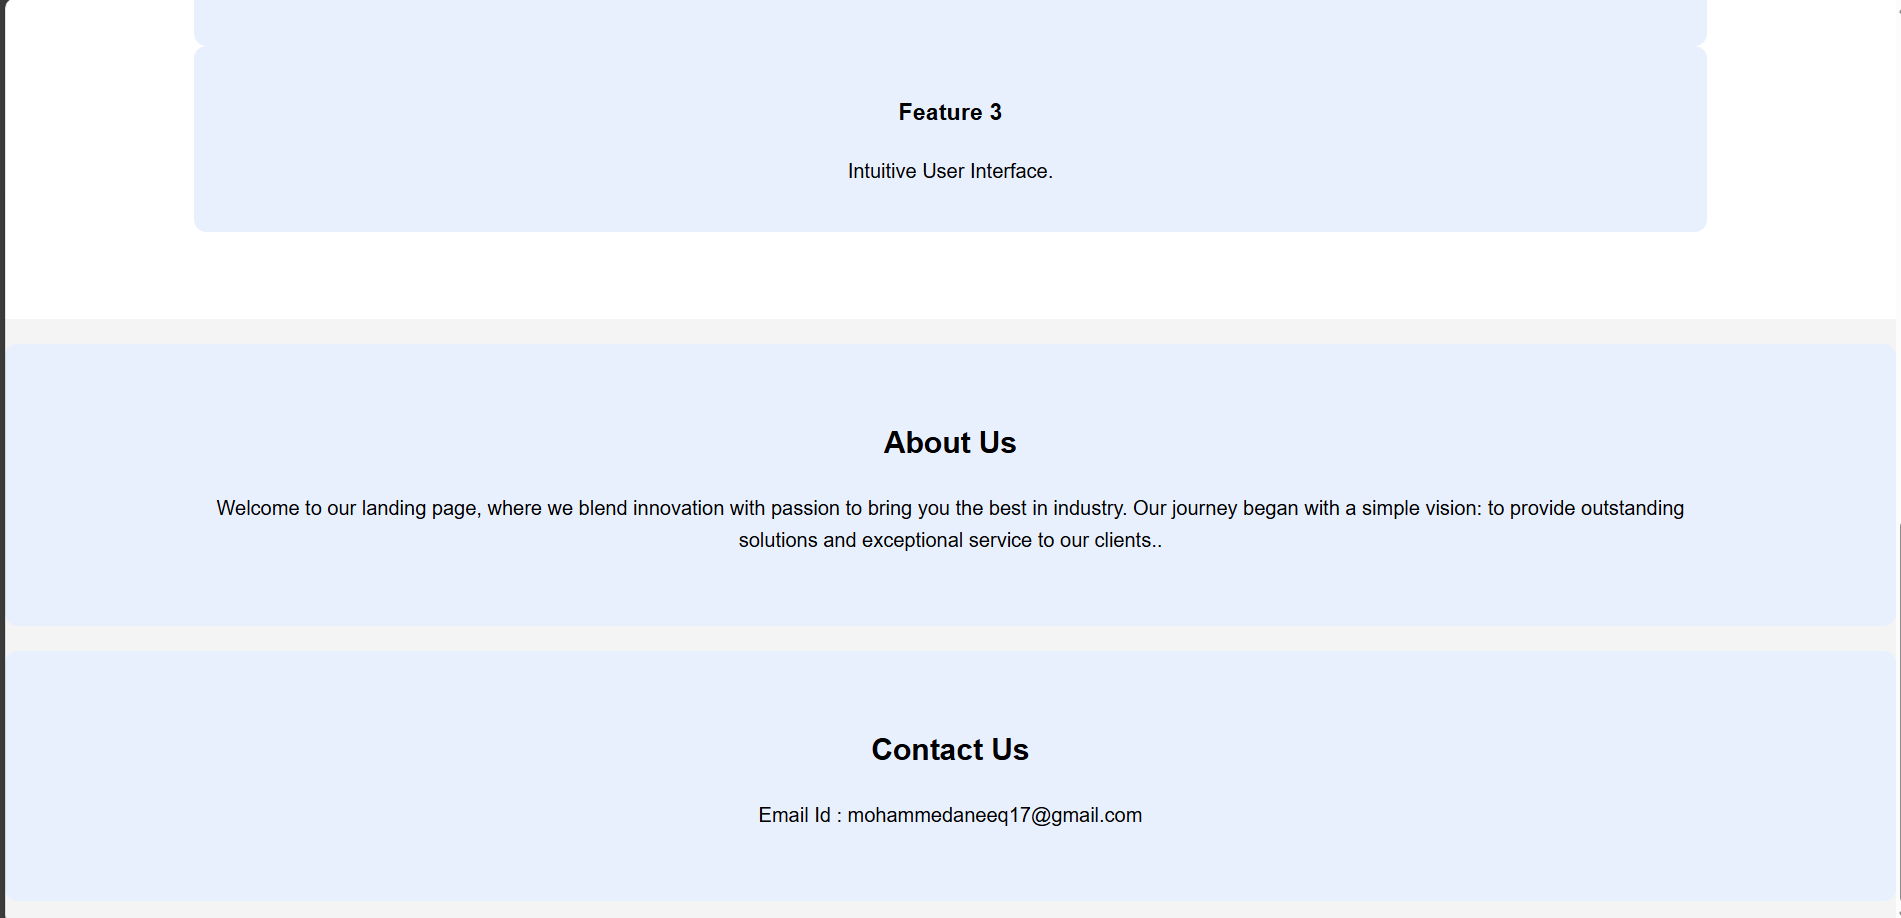 Feature 3
Intuitive User Interface.
About Us
Welcome to our landing page, where we blend innovation with passion to bring you the best in industry. Our journey began with a simple vision: to provide outstanding
solutions and exceptional service to our clients..
Contact Us
Email Id : mohammedaneeq17@gmail.com